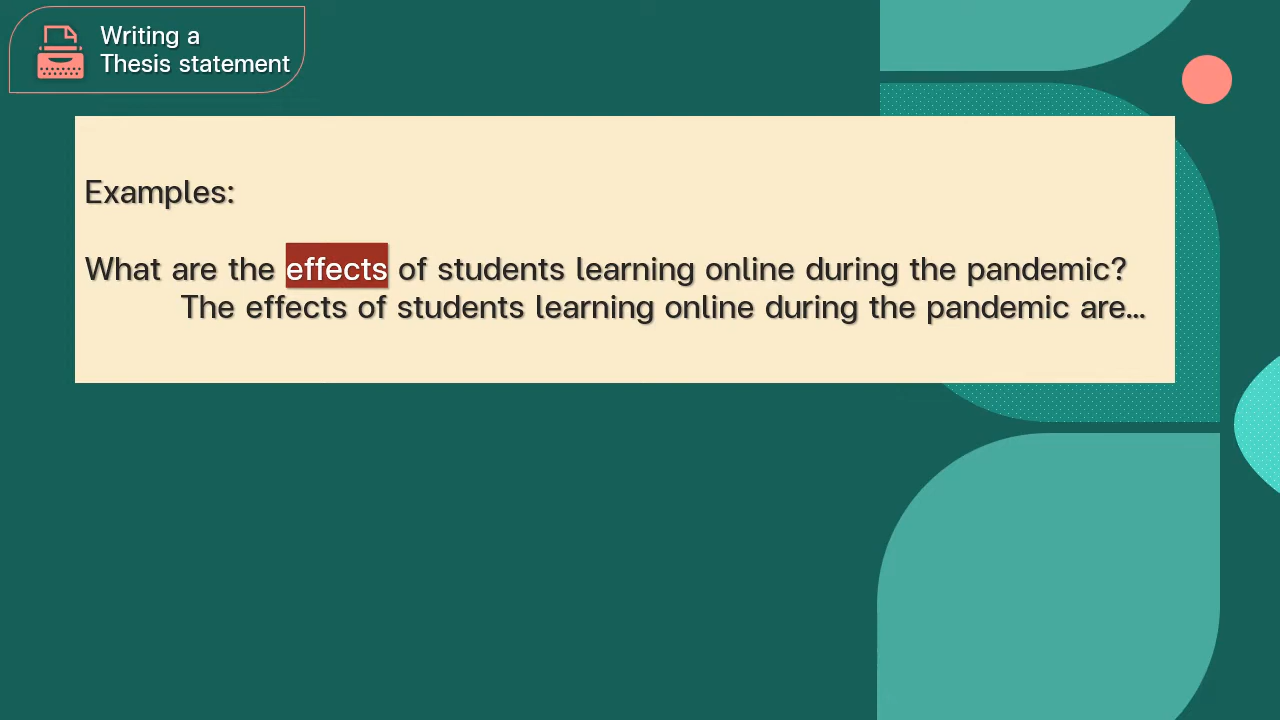 Writing a
Thesis statement
Examples:
What are the effects of students learning online during the pandemic?
The effects of students learning online during the pandemic are...